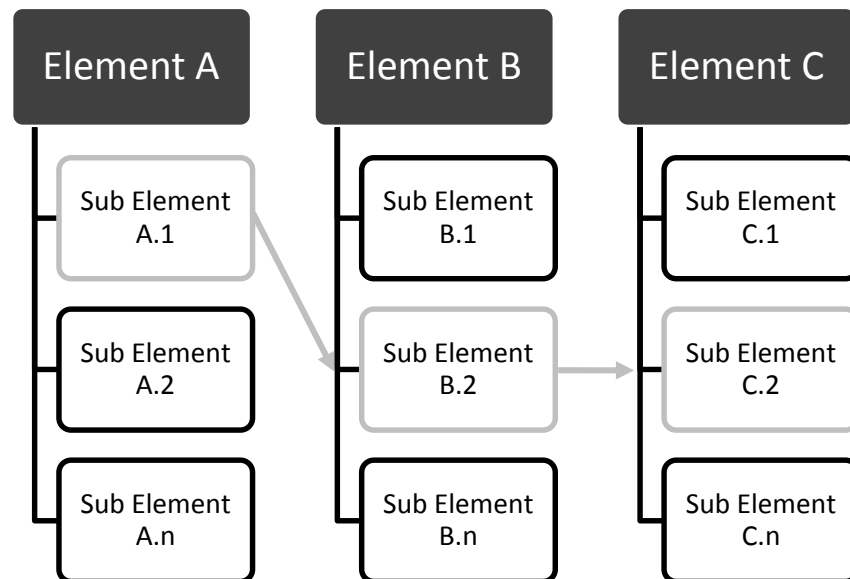 Element A
Sub Element
A.1
Sub Element
A.2
Sub Element
A.n
Element B
Sub Element
B.1
Sub Element
B.2
Sub Element
B.n
Element C
Sub Element
C.1
Sub Element
C.2
Sub Element
C.n